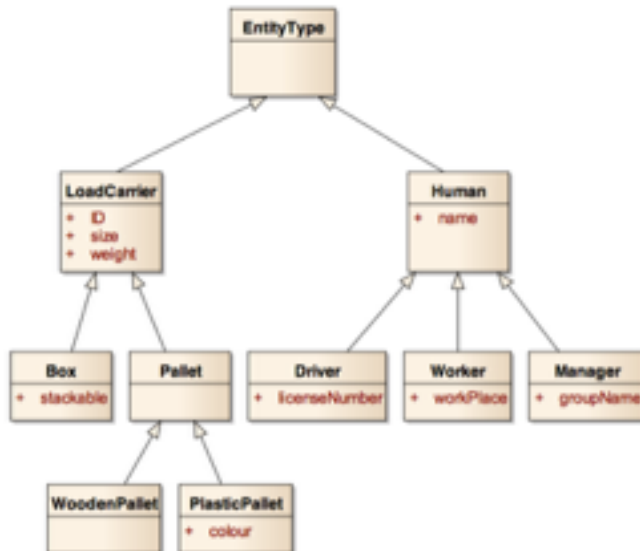 EntityType
LoadCarrier
+ ID
+ size
+ weight
Human
+ name
Box
+ stackable
Pallet
Driver
+ licenseNumber
Worker
+ workPlace
Manager
+ groupName
WoodenPallet
PlasticPallet
+ colour